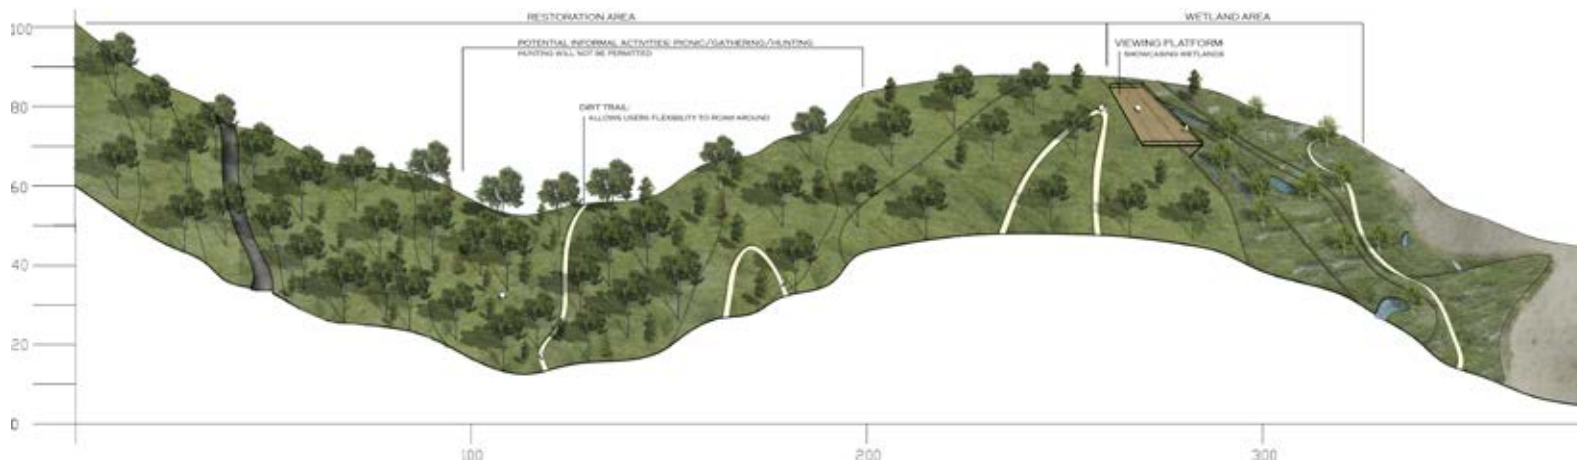 RESTORATION AREA
WETLAND AREA
POTENTIAL INFORMAL ACTIVITIES: PICNIC/GATHERING/HUNTING
HUNTING WILL NOT BE PERMITTED
VIEWING PLATFORM
SHOWCASING WETLANDS
DIRT TRAIL:
ALLOWS USERS FLEXIBILITY TO ROAM AROUND
100
80
60
40
20
0
100
200
300